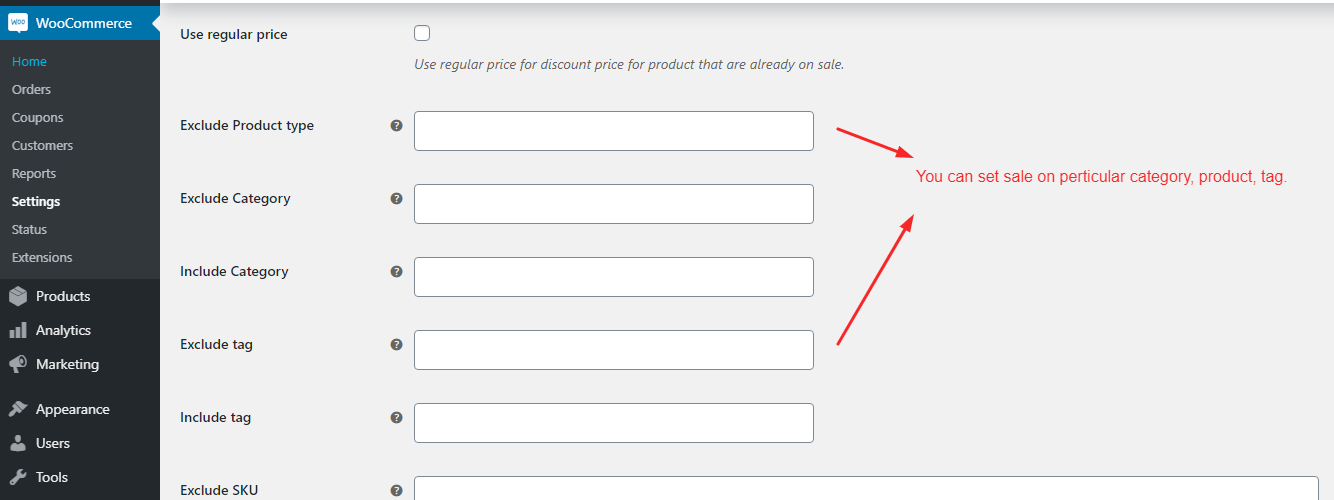 WOO WooCommerce
Home
Orders
Coupons
Customers
Reports
Settings
Status
Extensions
Products
Analytics
Marketing
Appearance
Users
Tools
Use regular price
Use regular price for discount price for product that are already on sale.
Exclude Product type ?
Exclude Category ?
Include Category ?
Exclude tag ?
Include tag ?
Exclude SKU ?
You can set sale on perticular category, product, tag.